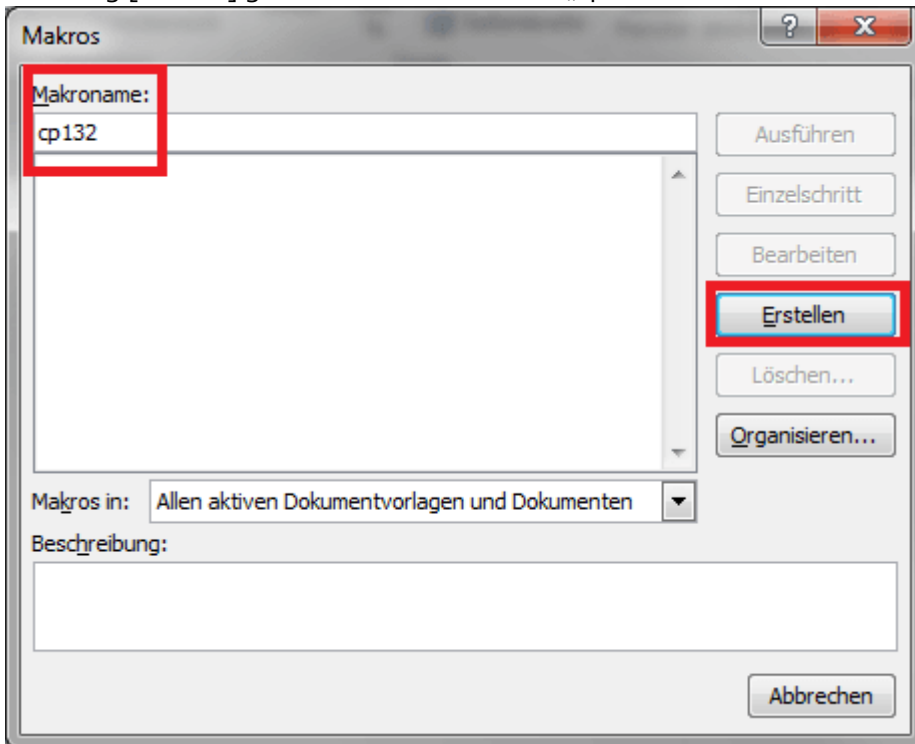 Makros
Makroname:
cp132
Ausführen
Einzelschritt
Bearbeiten
Erstellen
Löschen...
Organisieren...
Makros in: Allen aktiven Dokumentvorlagen und Dokumenten
Beschreibung:
Abbrechen